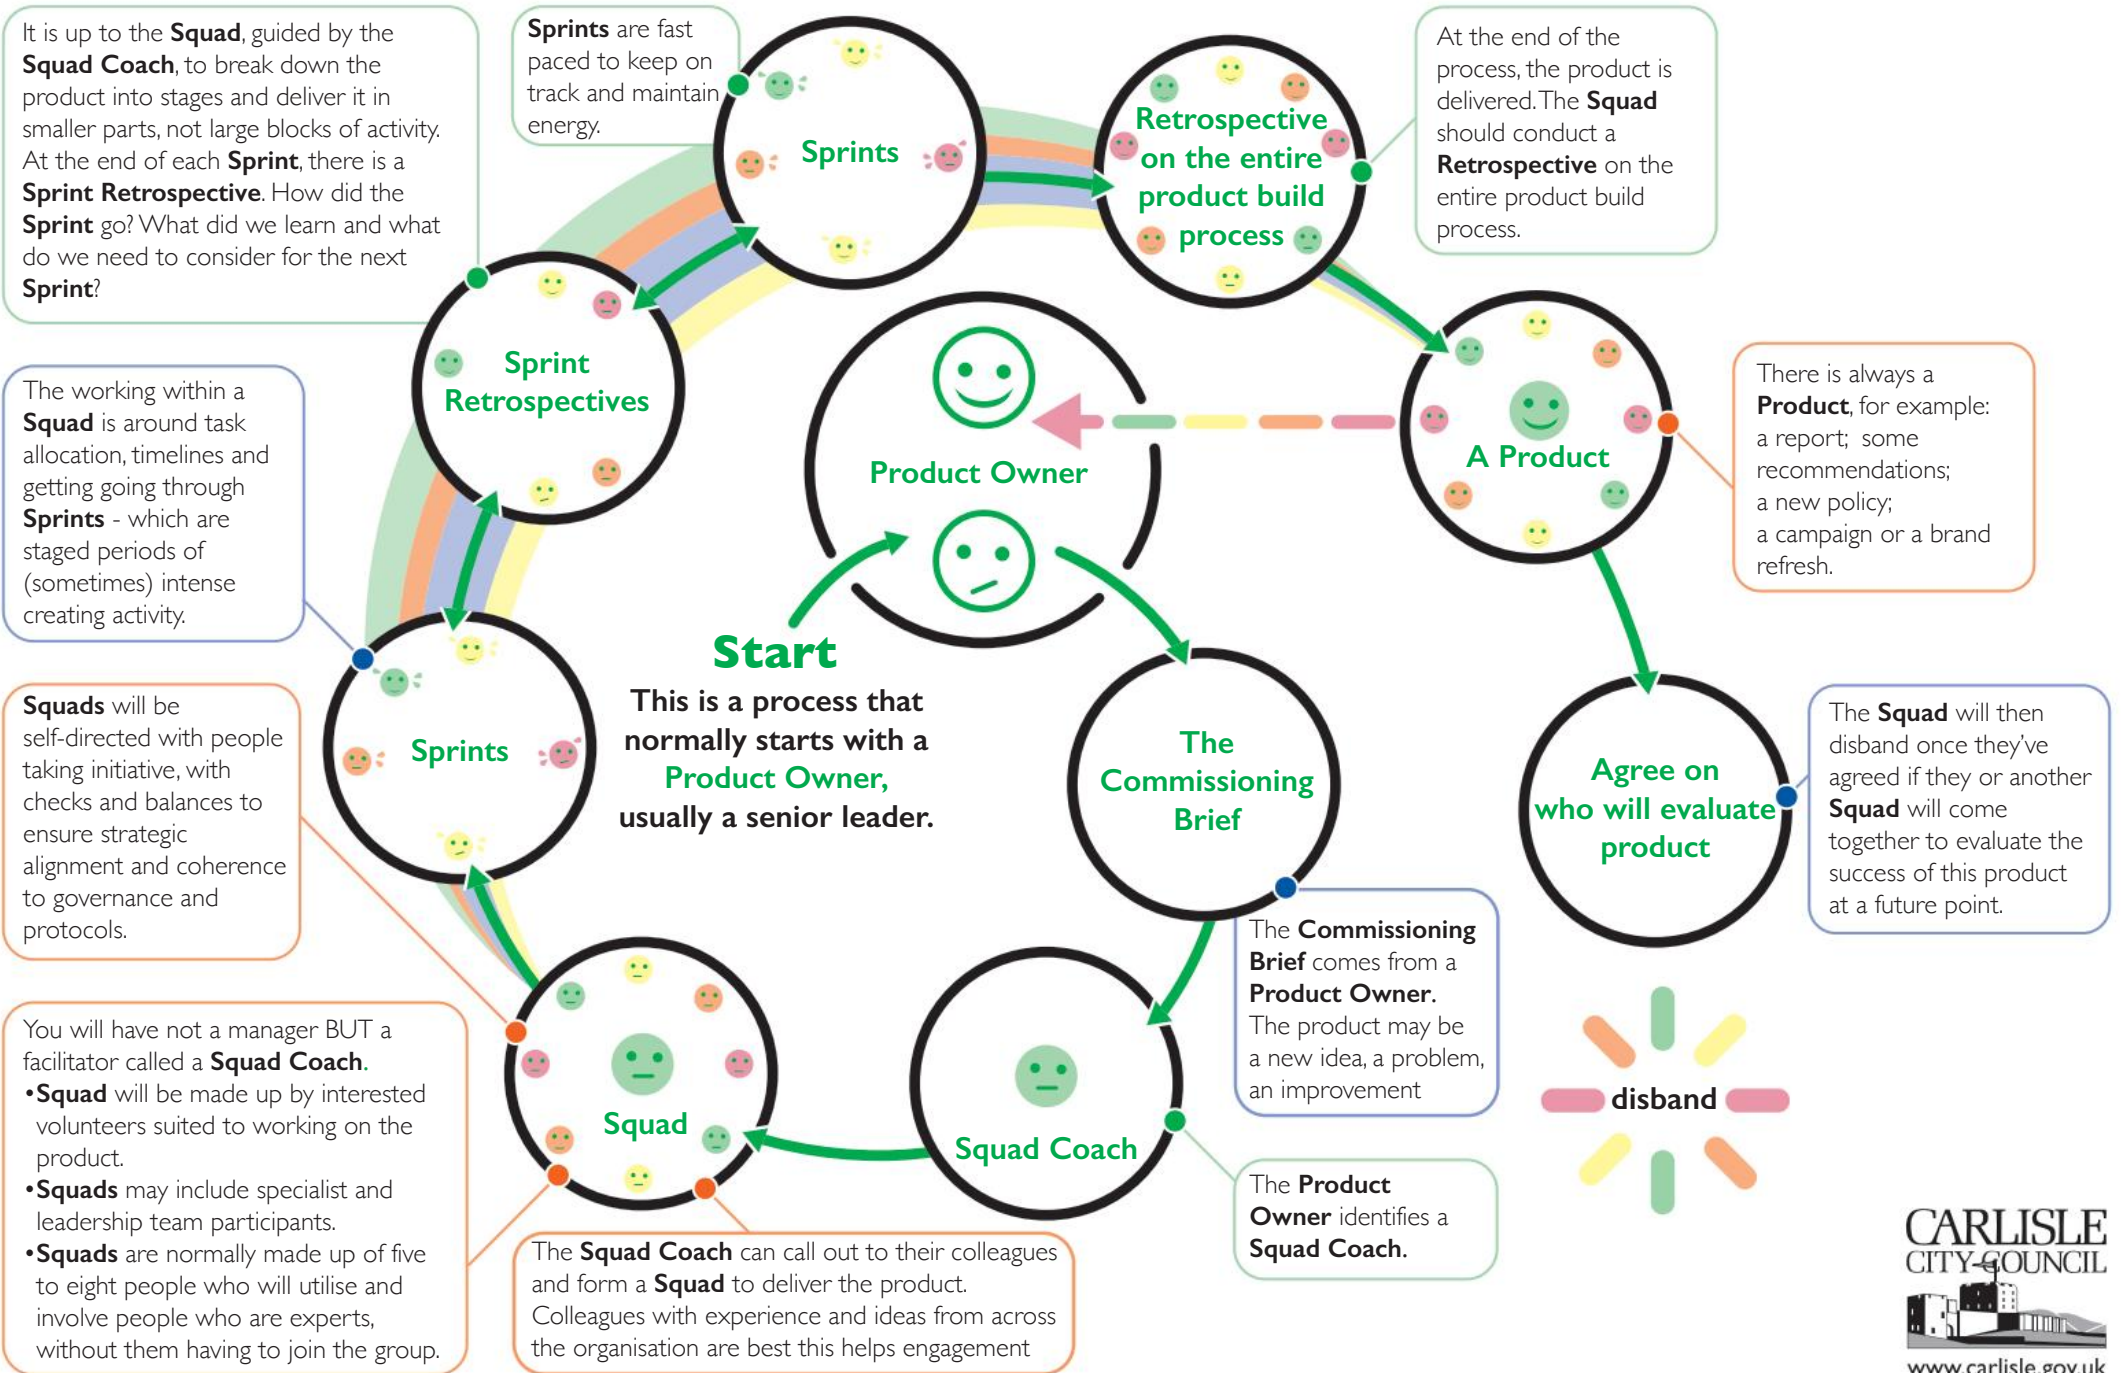 It is up to the Squad, guided by the
Squad Coach, to break down the
product into stages and deliver it in
smaller parts, not large blocks of activity.
At the end of each Sprint, there is a
Sprint Retrospective. How did the
Sprint go? What did we learn and what
do we need to consider for the next
Sprint?
Sprints are fast
paced to keep on
track and maintain
energy.
Sprints
Retrospective
on the entire
product build
process
At the end of the
process, the product is
delivered. The Squad
should conduct a
Retrospective on the
entire product build
process.
Sprint
Retrospectives
The working within a
Squad is around task
allocation, timelines and
getting going through
Sprints - which are
staged periods of
(sometimes) intense
creating activity.
Product Owner
A Product
There is always a
Product, for example:
a report; some
recommendations;
a new policy;
a campaign or a brand
refresh.
Start
This is a process that
normally starts with a
Product Owner,
usually a senior leader.
Sprints
Squads will be
self-directed with people
taking initiative, with
checks and balances to
ensure strategic
alignment and coherence
to governance and
protocols.
The
Commissioning
Brief
Agree on
who will evaluate
product
The Squad will then
disband once they've
agreed if they or another
Squad will come
together to evaluate the
success of this product
at a future point.
The Commissioning
Brief comes from a
Product Owner.
The product may be
a new idea, a problem,
an improvement
Squad Coach
Squad
You will have not a manager BUT a
facilitator called a Squad Coach.
•Squad will be made up by interested
volunteers suited to working on the
product.
•Squads may include specialist and
leadership team participants.
•Squads are normally made up of five
to eight people who will utilise and
involve people who are experts,
without them having to join the group.
The Squad Coach can call out to their colleagues
and form a Squad to deliver the product.
Colleagues with experience and ideas from across
the organisation are best this helps engagement
The Product
Owner identifies a
Squad Coach.
disband
CARLISLE
CITY-COUNCIL
www.carlisle.gov.uk